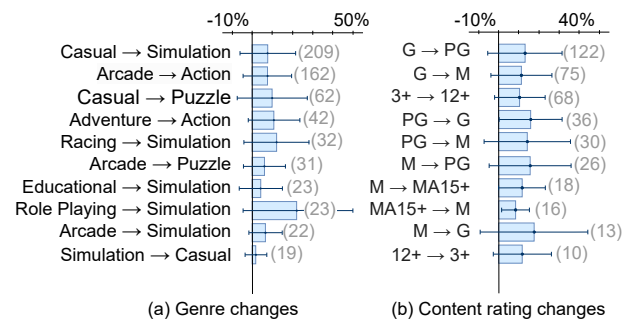 -10% 50%
Casual → Simulation (209)
Arcade → Action (162)
Casual → Puzzle (62)
Adventure → Action (42)
Racing → Simulation (32)
Arcade → Puzzle (31)
Educational → Simulation (23)
Role Playing → Simulation (23)
Arcade → Simulation (22)
Simulation → Casual (19)
(a) Genre changes
-10% 40%
G → PG (122)
G → M (75)
3+ → 12+ (68)
PG → G (36)
PG → M (30)
M → PG (26)
M → MA15+ (18)
MA15+ → M (16)
M → G (13)
12+ → 3+ (10)
(b) Content rating changes